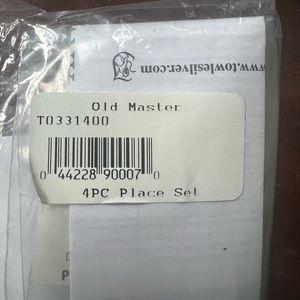 www.towlesilver.com
Old Master
T0331400
0 44228 90007 0
4PC Place Set